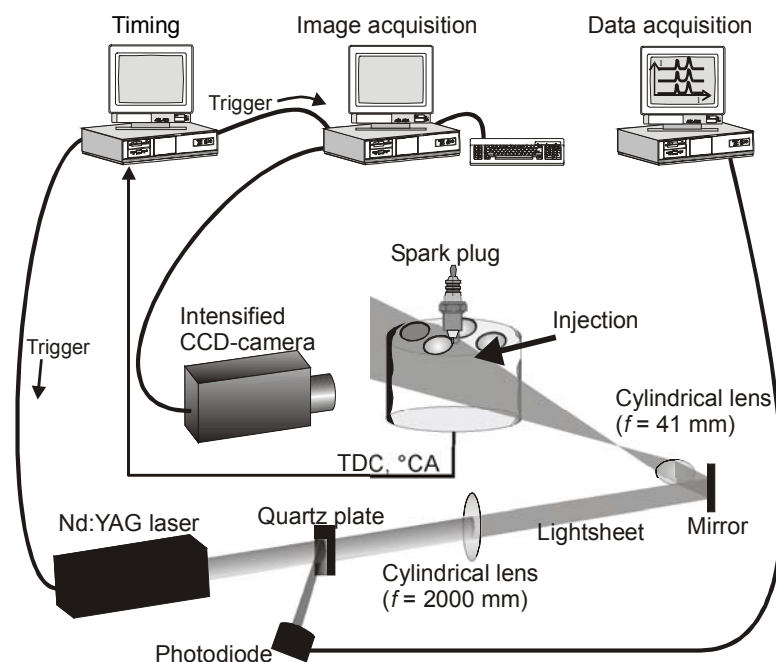 Timing
Image acquisition
Data acquisition
Trigger
Spark plug
Intensified
CCD-camera
Injection
Trigger
Cylindrical lens
(f = 41 mm)
TDC, °CA
Nd:YAG laser
Quartz plate
Lightsheet
Mirror
Cylindrical lens
(f = 2000 mm)
Photodiode